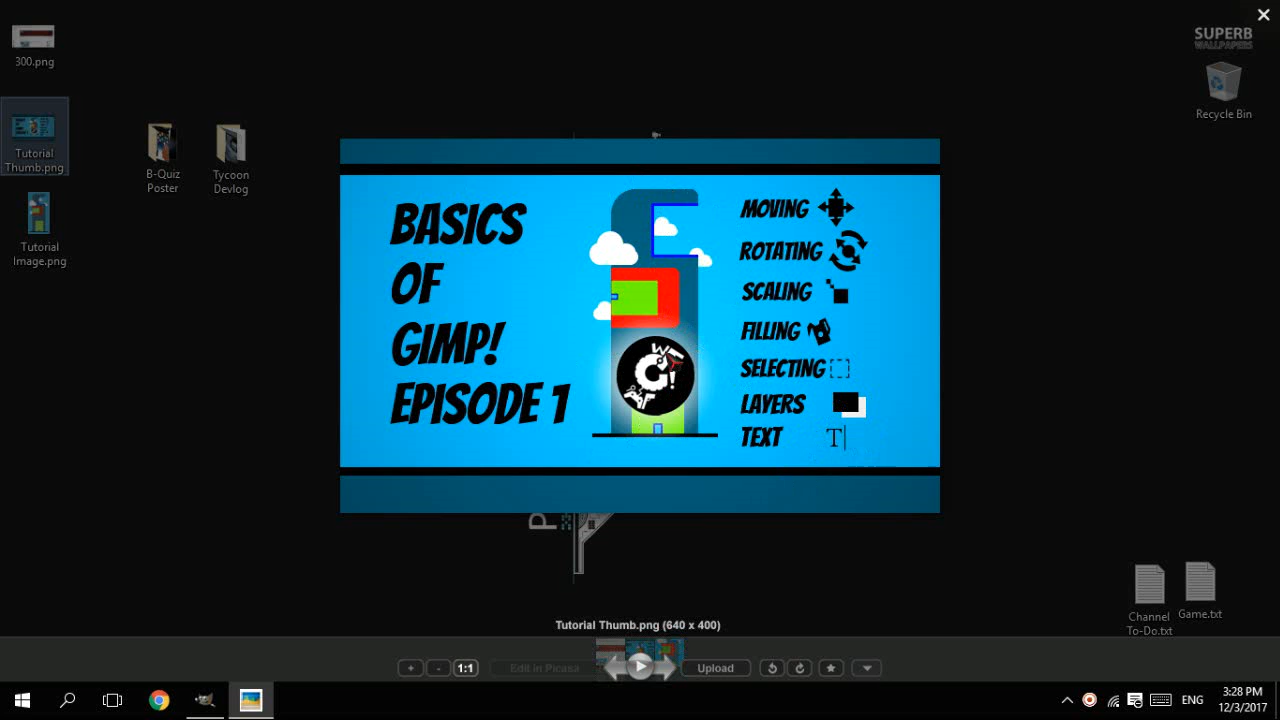 300.png
SUPERB
WALLPAPERS
Recycle Bin
Tutorial
Thumb.png
B-Quiz
Poster
Tycoon
Devlog
Tutorial
Image.png
BASICS
OF
GIMP!
EPISODE 1
MOVING
ROTATING
SCALING
FILLING
SELECTING
LAYERS
TEXT T
P
Channel
To-Do.txt
Game.txt
Tutorial Thumb.png (640 x 400)
+ - 1:1 Edit in Picasa Upload
ENG
3:28 PM
12/3/2017